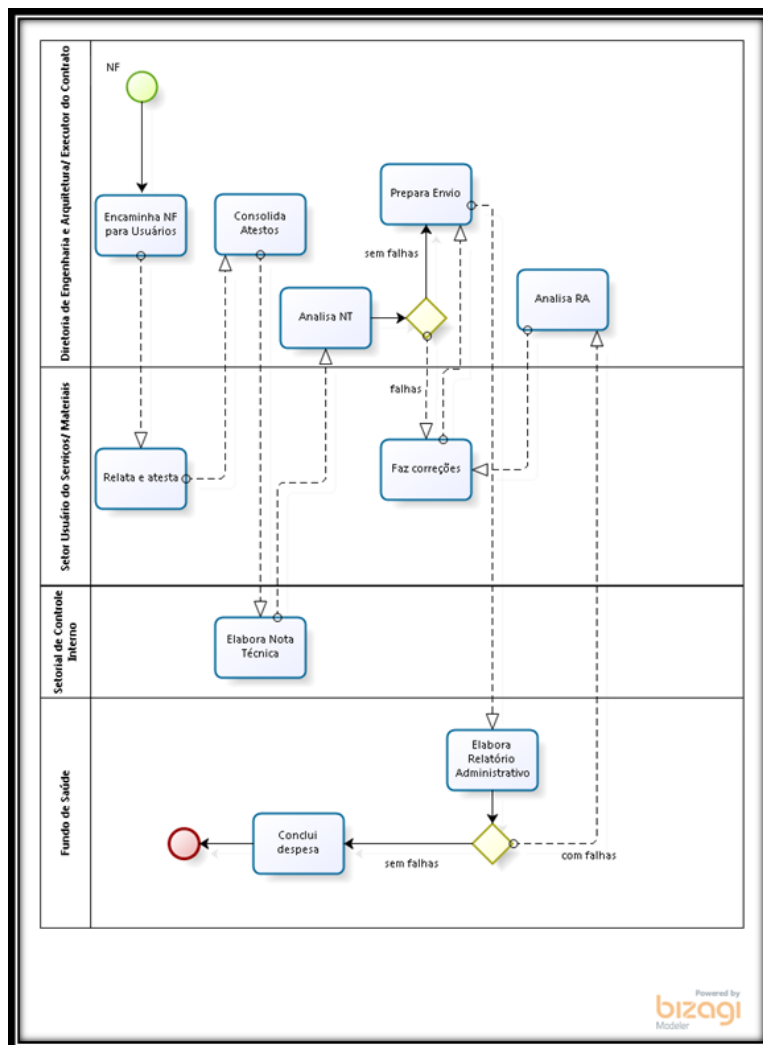 Diretoria de Engenharia e Arquitetura/ Executor do Contrato
NF
Encaminha NF
para Usuários
Consolida
Atestos
Prepara Envio
sem falhas
Analisa NT
Analisa RA
falhas
Setor Usuário do Serviços/ Materiais
Relata e atesta
Faz correções
Setorial de Controle
Interno
Elabora Nota
Técnica
Fundo de Saúde
Elabora
Relatório
Administrativo
Conclui
despesa
sem falhas
com falhas
Powered by
bizagi
Modeler